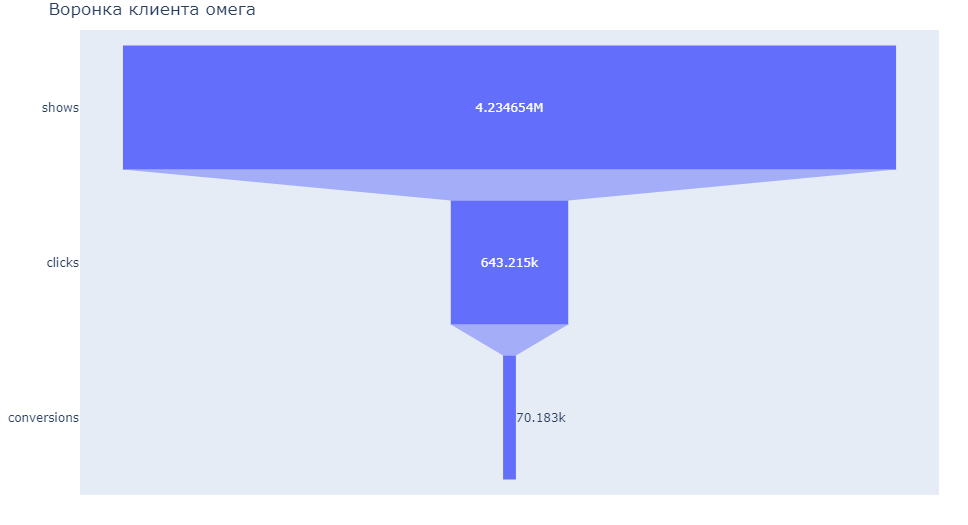 Воронка клиента омега
shows
4.234654M
clicks
643.215k
conversions
70.183k